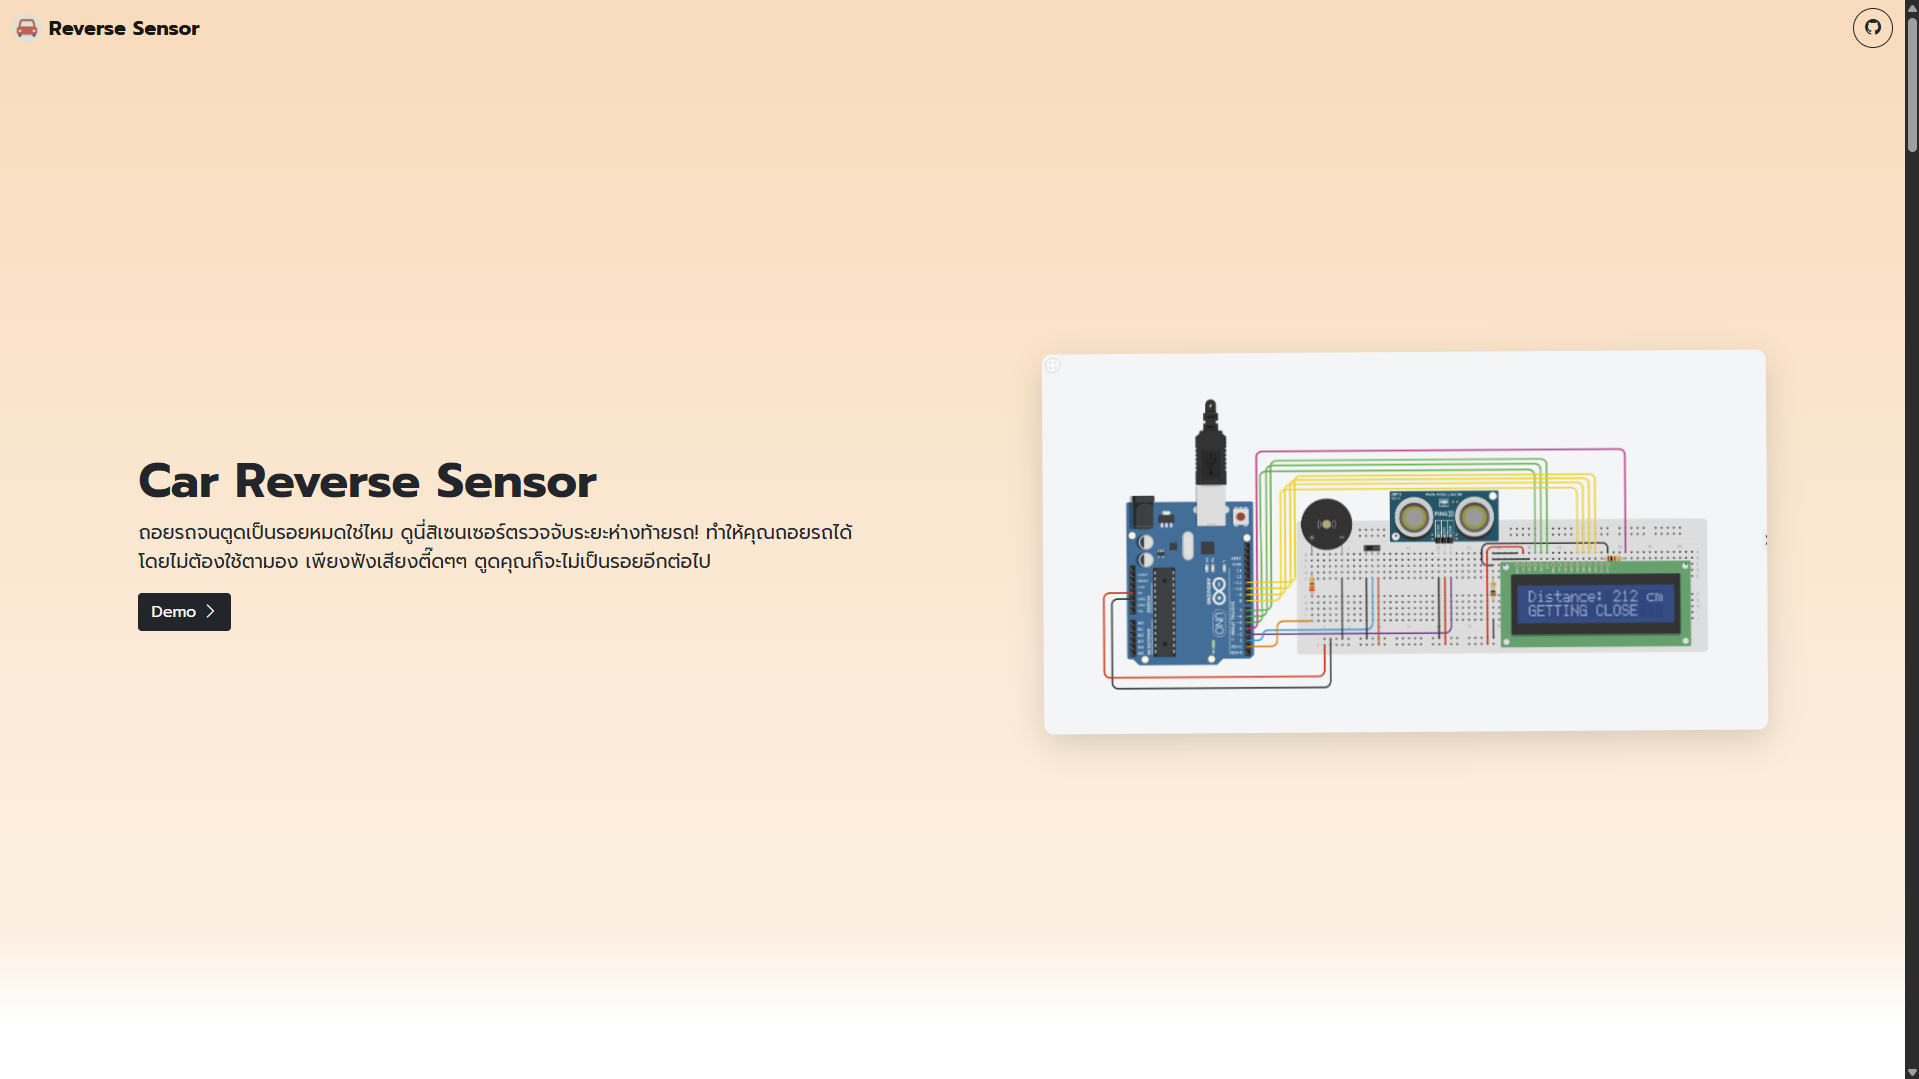 Reverse Sensor
Car Reverse Sensor
ถอยรถจนตูดเป็นรอยหมดใช่ไหม ดูนี่สิเซนเซอร์ตรวจจับระยะห่างท้ายรถ! ทำให้คุณถอยรถได้
โดยไม่ต้องใช้ตามอง เพียงฟังเสียงตี๊ดๆๆ ตูดคุณก็จะไม่เป็นรอยอีกต่อไป
Demo
Distance: 212 cm
GETTING CLOSE
UNO
ARDUINO